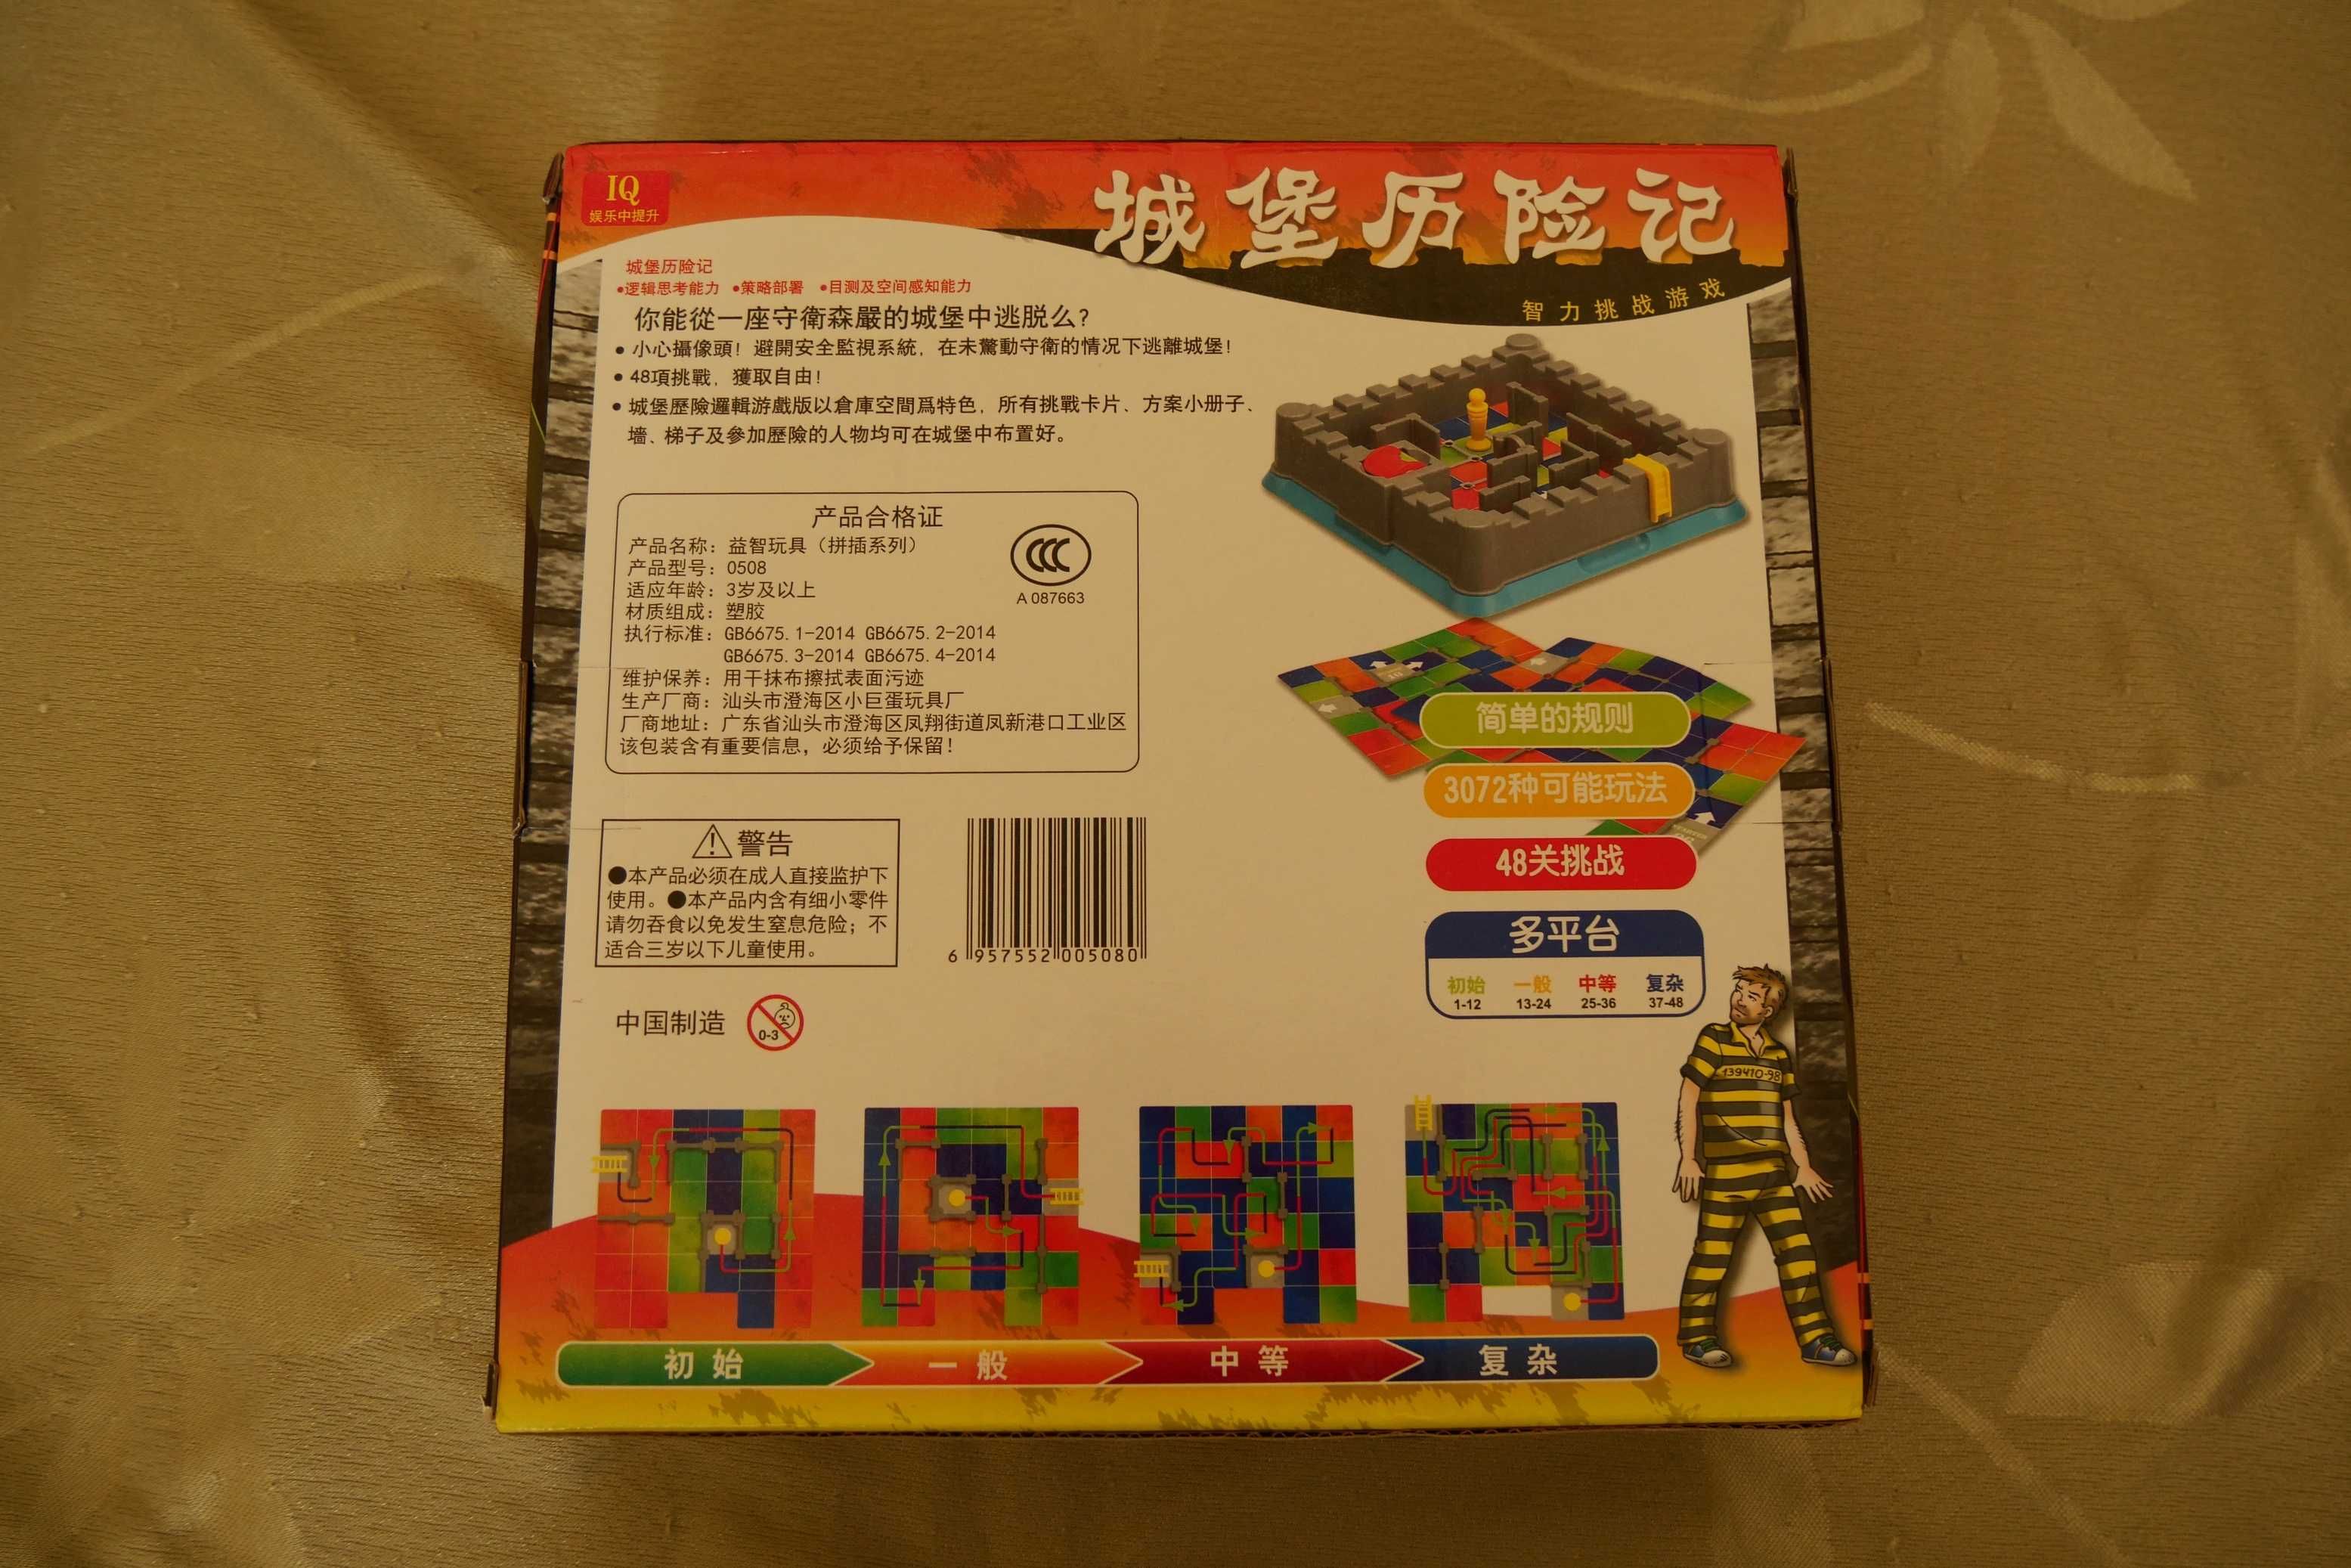 IQ
娱乐中提升
城堡历险记
智力挑战游戏
城堡历险记
•逻辑思考能力 •策略部署 •目测及空间感知能力
你能從一座守衛森嚴的城堡中逃脱么?
• 小心攝像頭! 避開安全監視系統, 在未驚動守衛的情况下逃離城堡!
• 48項挑戰, 獲取自由!
• 城堡歷險邏輯游戲版以倉庫空間爲特色, 所有挑戰卡片、方案小册子、
墻、梯子及參加歷險的人物均可在城堡中布置好。
产品合格证
产品名称: 益智玩具 (拼插系列)
产品型号: 0508
适应年龄: 3岁及以上
材质组成: 塑胶
执行标准: GB6675.1-2014 GB6675.2-2014
GB6675.3-2014 GB6675.4-2014
维护保养: 用干抹布擦拭表面污迹
生产厂商: 汕头市澄海区小巨蛋玩具厂
厂商地址: 广东省汕头市澄海区凤翔街道凤新港口工业区
该包装含有重要信息, 必须给予保留!
CCC
A 087663
简单的规则
3072种可能玩法
48关挑战
多平台
初始 一般 中等 复杂
1-12 13-24 25-36 37-48
警告
●本产品必须在成人直接监护下
使用。●本产品内含有细小零件
请勿吞食以免发生窒息危险; 不
适合三岁以下儿童使用。
6 957552 005080
中国制造
0-3
139410-98
初始 一般 中等 复杂